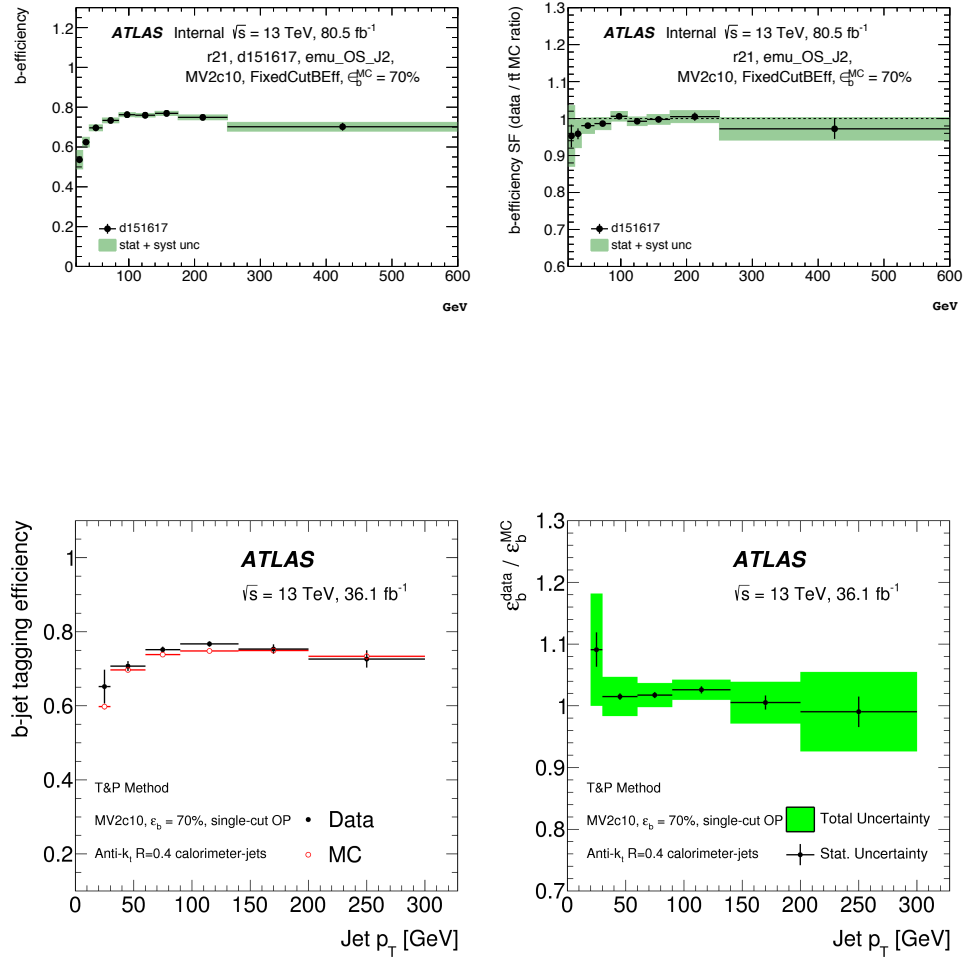 b-efficiency
ATLAS Internal √s = 13 TeV, 80.5 fb⁻¹
r21, d151617, emu_OS_J2,
MV2c10, FixedCutBEff, ∈bᴹᶜ = 70%
1.2
1
0.8
0.6
0.4
0.2
0
d151617
stat + syst unc
100 200 300 400 500 600
GeV
b-efficiency SF (data / tt̄ MC ratio)
ATLAS Internal √s = 13 TeV, 80.5 fb⁻¹
r21, emu_OS_J2,
MV2c10, FixedCutBEff, ∈bᴹᶜ = 70%
1.3
1.2
1.1
1
0.9
0.8
0.7
0.6
d151617
stat + syst unc
100 200 300 400 500 600
GeV
b-jet tagging efficiency
ATLAS
√s = 13 TeV, 36.1 fb⁻¹
1
0.8
0.6
0.4
0.2
T&P Method
MV2c10, εb = 70%, single-cut OP
Anti-kt R=0.4 calorimeter-jets
Data
MC
0 50 100 150 200 250 300
Jet pT [GeV]
εbᵈᵃᵗᵃ / εbᴹᶜ
ATLAS
√s = 13 TeV, 36.1 fb⁻¹
1.3
1.2
1.1
1
0.9
0.8
0.7
T&P Method
MV2c10, εb = 70%, single-cut OP
Anti-kt R=0.4 calorimeter-jets
Total Uncertainty
Stat. Uncertainty
0 50 100 150 200 250 300
Jet pT [GeV]